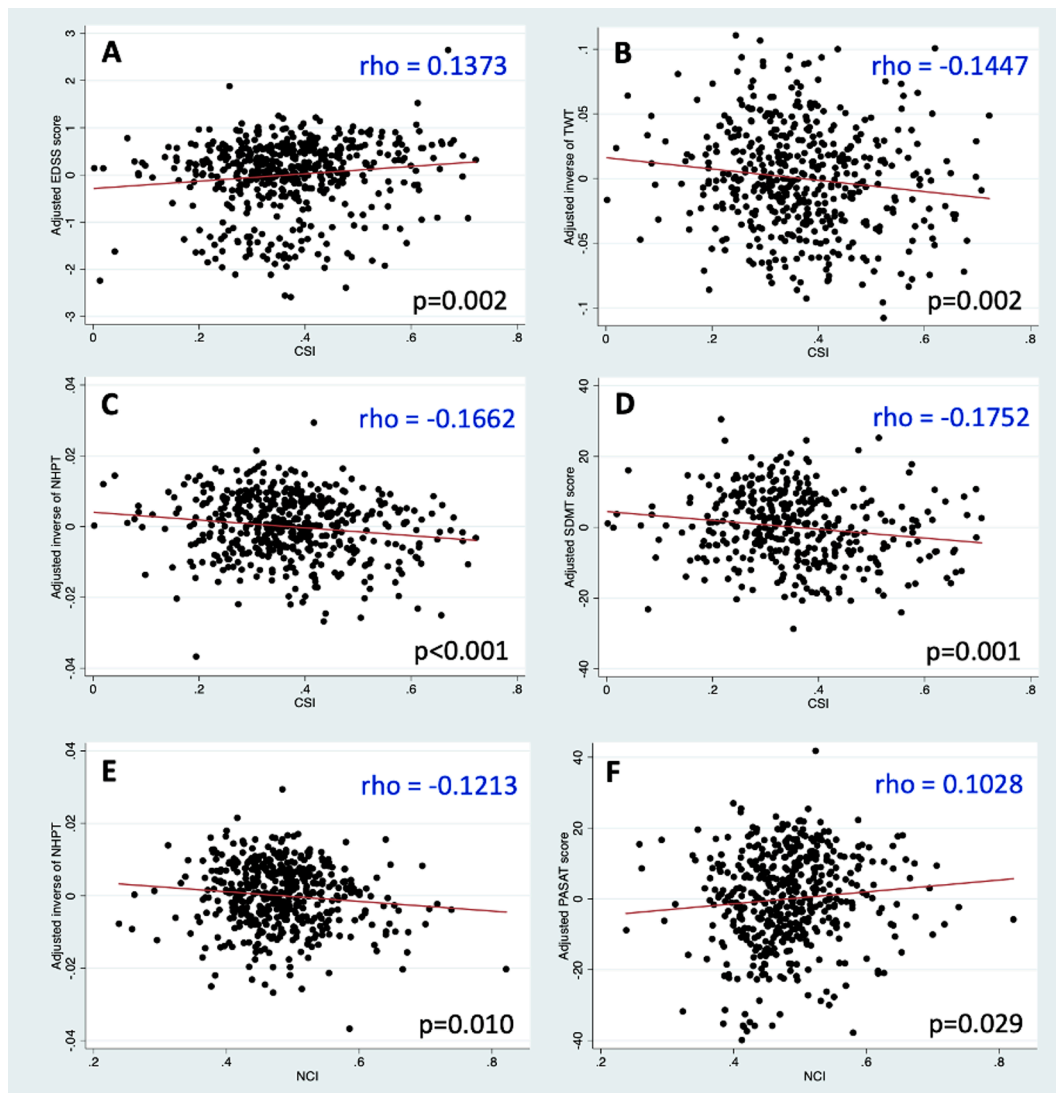 A
rho = 0.1373
p=0.002
Adjusted EDSS score
3
2
1
0
-1
-2
-3
0 .2 .4 .6 .8
CSI
B
rho = -0.1447
p=0.002
Adjusted inverse of TWT
.1
.05
0
-.05
-.1
0 .2 .4 .6 .8
CSI
C
rho = -0.1662
p<0.001
Adjusted inverse of NHPT
.04
.02
0
-.02
-.04
0 .2 .4 .6 .8
CSI
D
rho = -0.1752
p=0.001
Adjusted SDMT score
40
20
0
-20
-40
0 .2 .4 .6 .8
CSI
E
rho = -0.1213
p=0.010
Adjusted inverse of NHPT
.04
.02
0
-.02
-.04
.2 .4 .6 .8
NCI
F
rho = 0.1028
p=0.029
Adjusted PASAT score
40
20
0
-20
-40
.2 .4 .6 .8
NCI